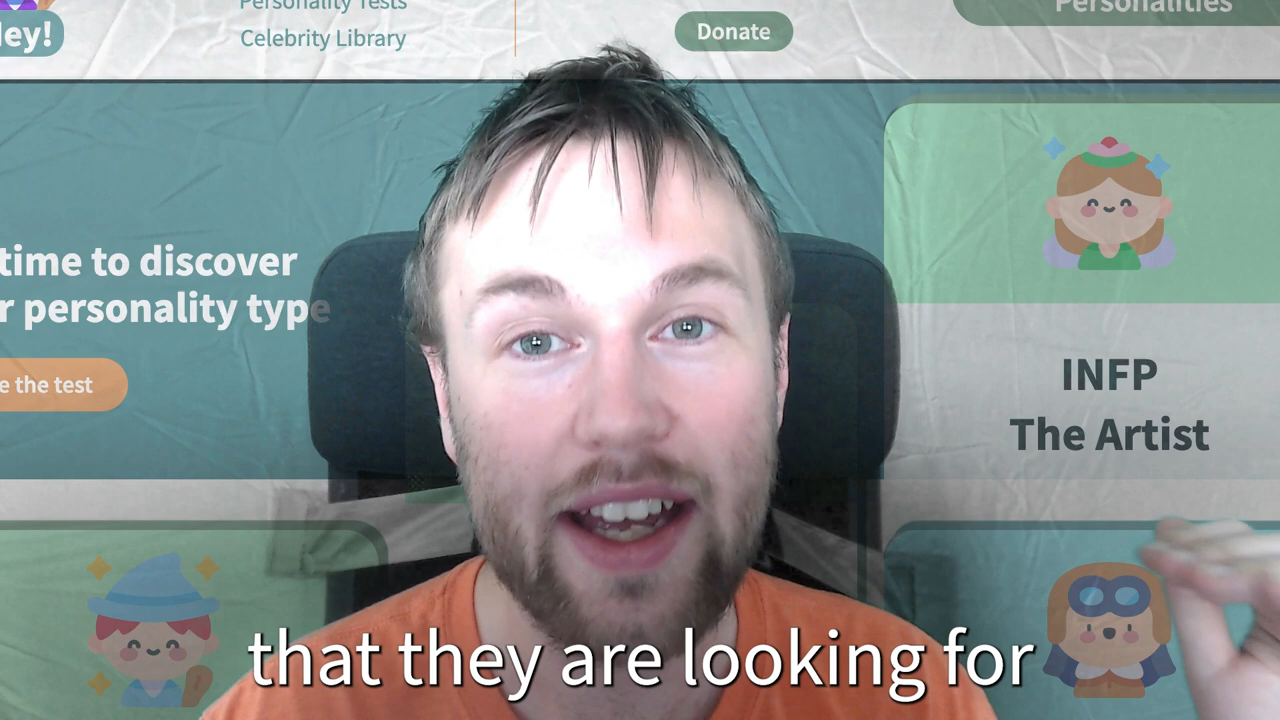 ley!
Personality Tests
Celebrity Library
Donate
Personalities
time to discover
r personality type
e the test
INFP
The Artist
that they are looking for